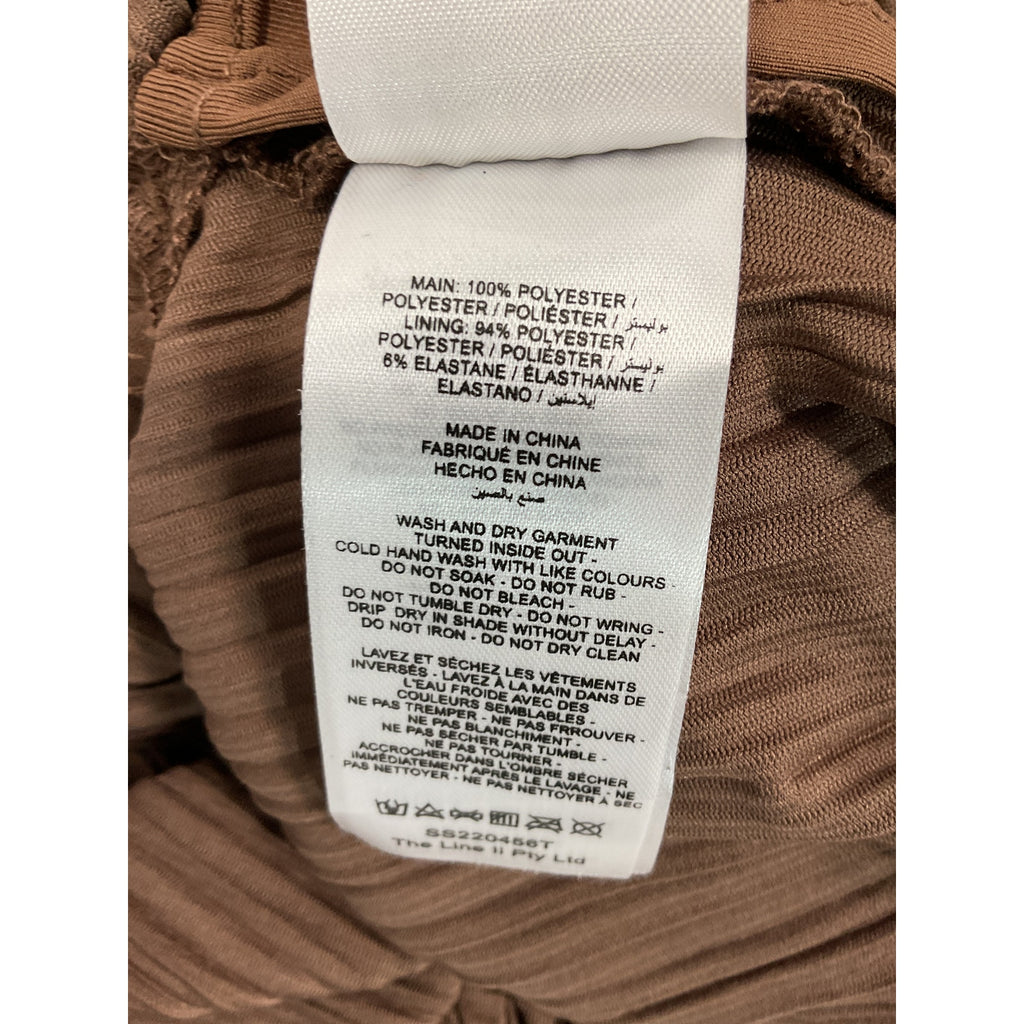 MAIN: 100% POLYESTER /
POLYESTER / POLIÉSTER / بوليستر
LINING: 94% POLYESTER /
POLYESTER / POLIÉSTER / بوليستر
6% ELASTANE / ÉLASTHANNE /
ELASTANO / إيلاستين
MADE IN CHINA
FABRIQUÉ EN CHINE
HECHO EN CHINA
صنع بالصين
WASH AND DRY GARMENT
TURNED INSIDE OUT -
COLD HAND WASH WITH LIKE COLOURS -
DO NOT SOAK - DO NOT RUB -
DO NOT BLEACH -
DO NOT TUMBLE DRY - DO NOT WRING -
DRIP DRY IN SHADE WITHOUT DELAY -
DO NOT IRON - DO NOT DRY CLEAN
LAVEZ ET SÉCHEZ LES VÊTEMENTS
INVERSÉS - LAVEZ À LA MAIN DANS DE
L'EAU FROIDE AVEC DES
COULEURS SEMBLABLES -
NE PAS TREMPER - NE PAS FRROUVER -
NE PAS BLANCHIMENT -
NE PAS SÉCHER PAR TUMBLE -
NE PAS TOURNER -
ACCROCHER DANS L'OMBRE SÉCHER
IMMÉDIATEMENT APRÈS LE LAVAGE - NE
PAS NETTOYER - NE PAS NETTOYER À SEC
SS220456T
The Line II Pty Ltd